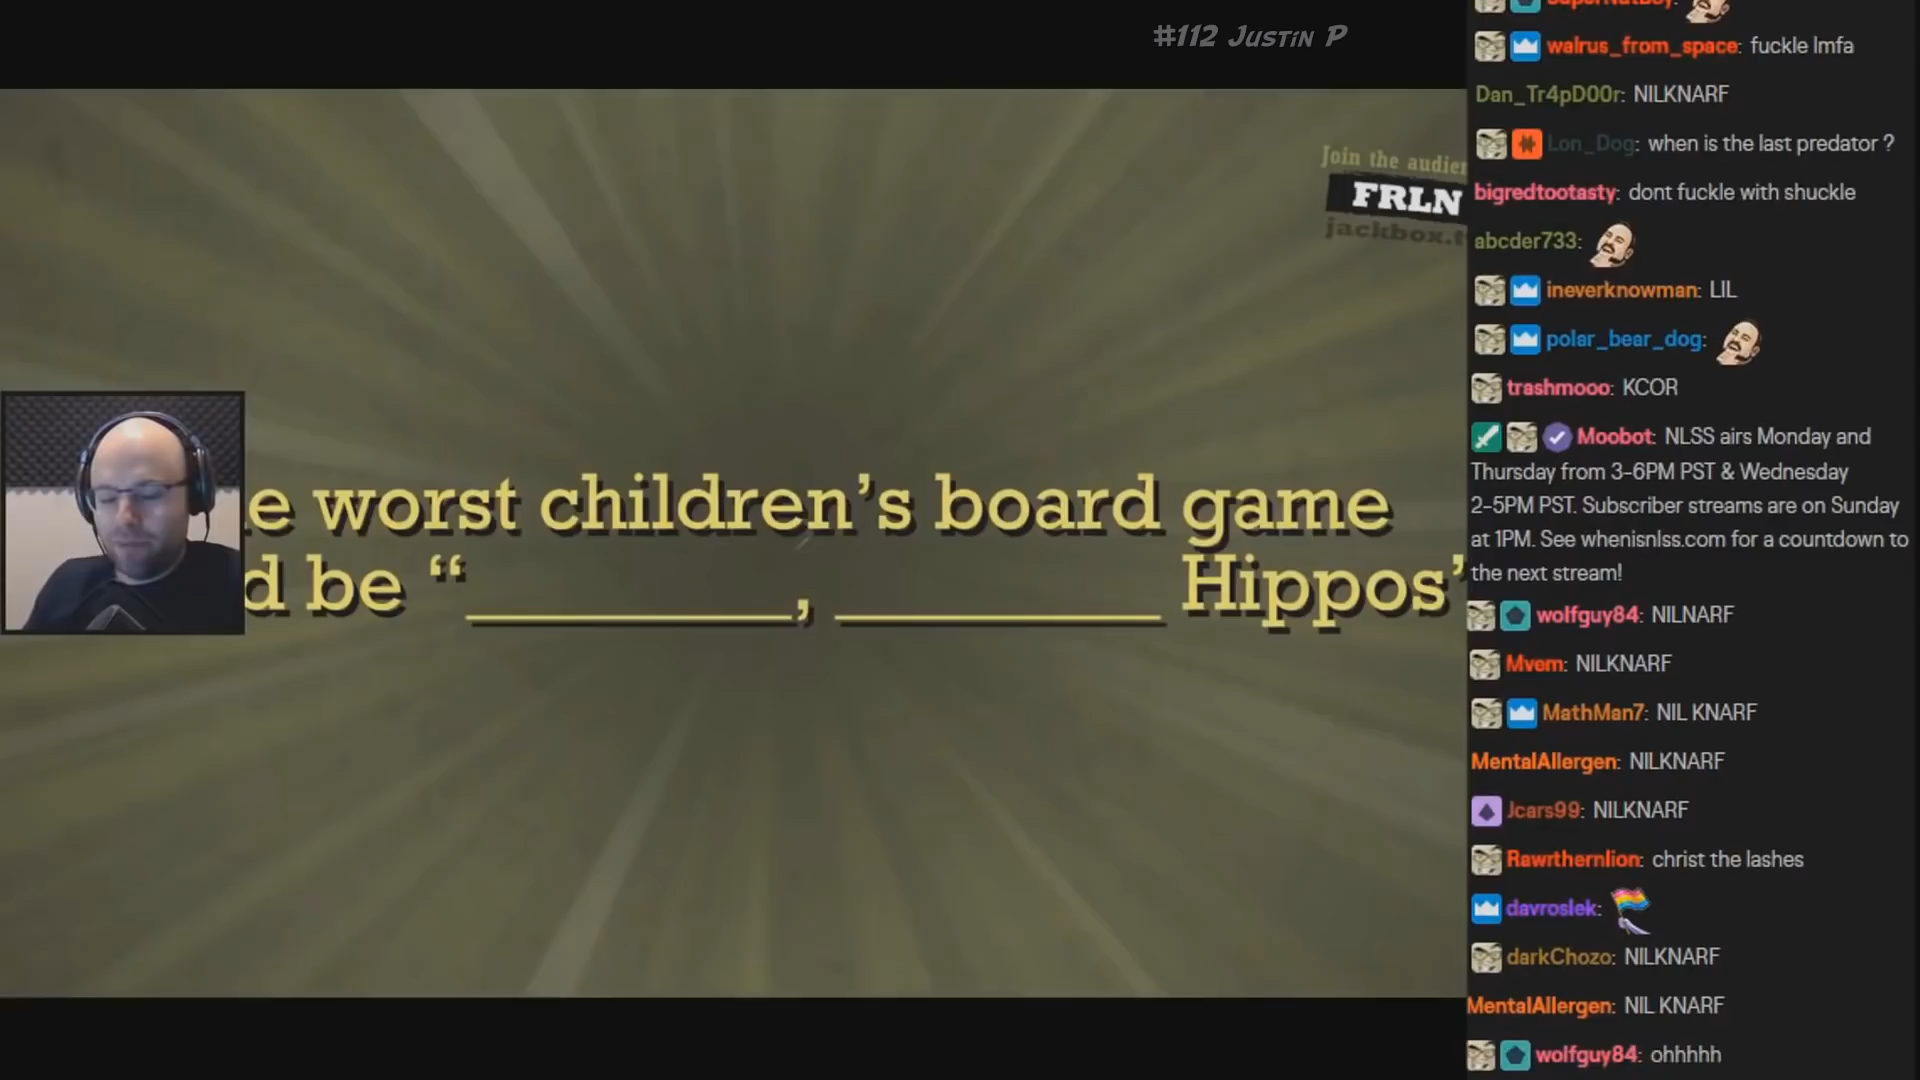 #112 Justin P
Join the audien
FRLN
jackbox.t
e worst children's board game
d be "__________, __________ Hippos"
walrus_from_space: fuckle lmfa
Dan_Tr4pD00r: NILKNARF
Lon_Dog: when is the last predator ?
bigredtootasty: dont fuckle with shuckle
abcder733:
ineverknowman: LIL
polar_bear_dog:
trashmooo: KCOR
Moobot: NLSS airs Monday and
Thursday from 3-6PM PST & Wednesday
2-5PM PST. Subscriber streams are on Sunday
at 1PM. See whenisnlss.com for a countdown to
the next stream!
wolfguy84: NILNARF
Mvem: NILKNARF
MathMan7: NIL KNARF
MentalAllergen: NILKNARF
Jcars99: NILKNARF
Rawrthernlion: christ the lashes
davroslek:
darkChozo: NILKNARF
MentalAllergen: NIL KNARF
wolfguy84: ohhhhh